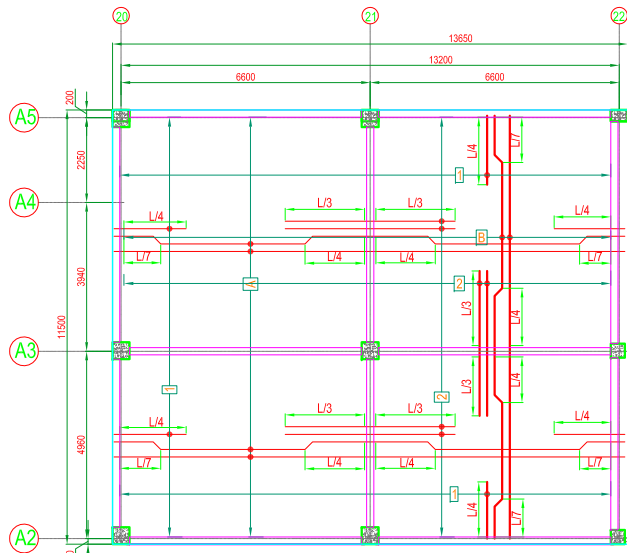 20 21 22
13650
13200
6600 6600
200
A5
L/4 L/7
2250
1
A4
L/4 L/3 L/3 L/4
B
L/7 L/4 L/4 L/7
3940
A 2
11500
L/3 L/4
A3
L/3 L/4
1 2
4960
L/4 L/3 L/3 L/4
L/7 L/4 L/4 L/7
1
L/4 L/7
A2